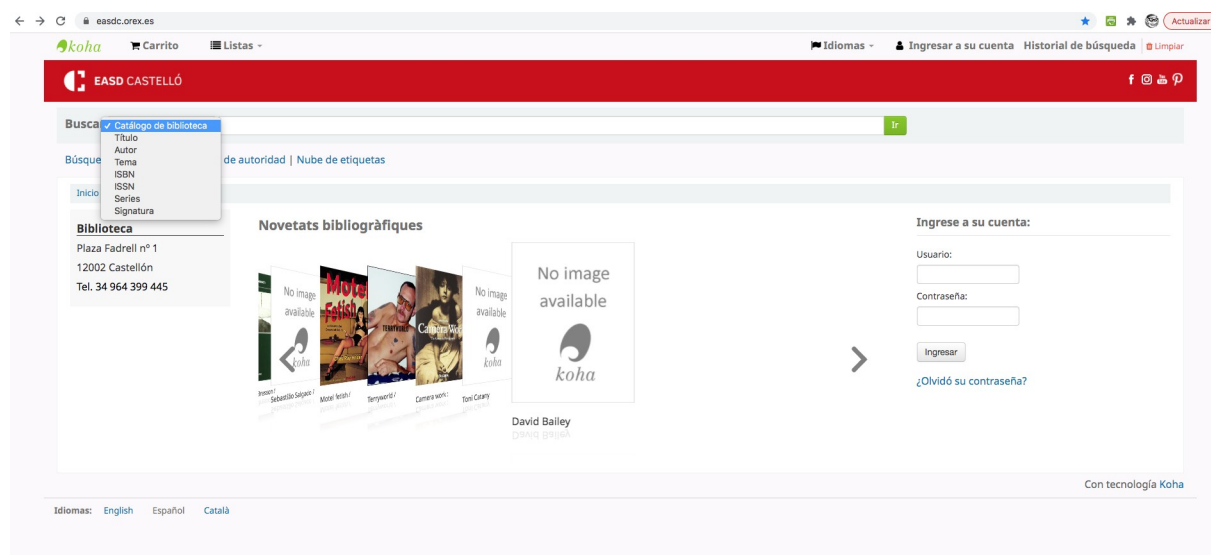 easdc.orex.es
Actualizar
koha Carrito Listas Idiomas Ingresar a su cuenta Historial de búsqueda Limpiar
EASD CASTELLÓ
Busca Ir
✓ Catálogo de biblioteca
Título
Autor
Tema
ISBN
ISSN
Series
Signatura
Búsque de autoridad | Nube de etiquetas
Inicio
Biblioteca
Plaza Fadrell nº 1
12002 Castellón
Tel. 34 964 399 445
Novetats bibliogràfiques
No image
available
koha
Motel
Fetish
TERRYWORLD
Camera Wo
No image
available
koha
No image
available
koha
Sebastião Salgado /
Motel fetish /
Terryworld /
Camera work :
Toni Catany
David Bailey
Ingrese a su cuenta:
Usuario:
Contraseña:
Ingresar
¿Olvidó su contraseña?
Con tecnología Koha
Idiomas: English Español Català